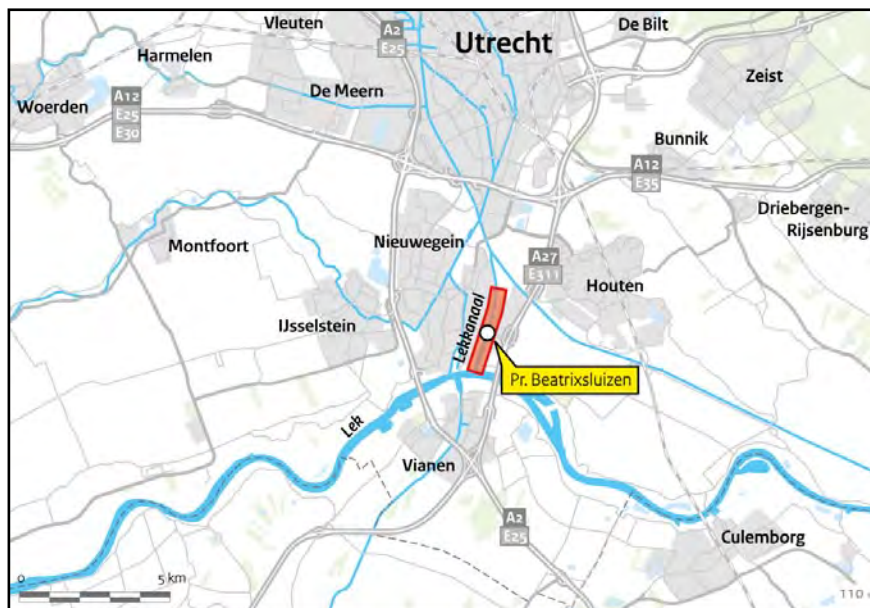 Vleuten
A2
E25
Utrecht
De Bilt
Harmelen
Zeist
De Meern
Woerden
A12
E25
E30
Bunnik
A12
E35
Driebergen-
Rijsenburg
Montfoort
Nieuwegein
A27
E311
Houten
IJsselstein
Lekkanaal
Pr. Beatrixsluizen
Lek
Vianen
A2
E25
Culemborg
0
5 km
110